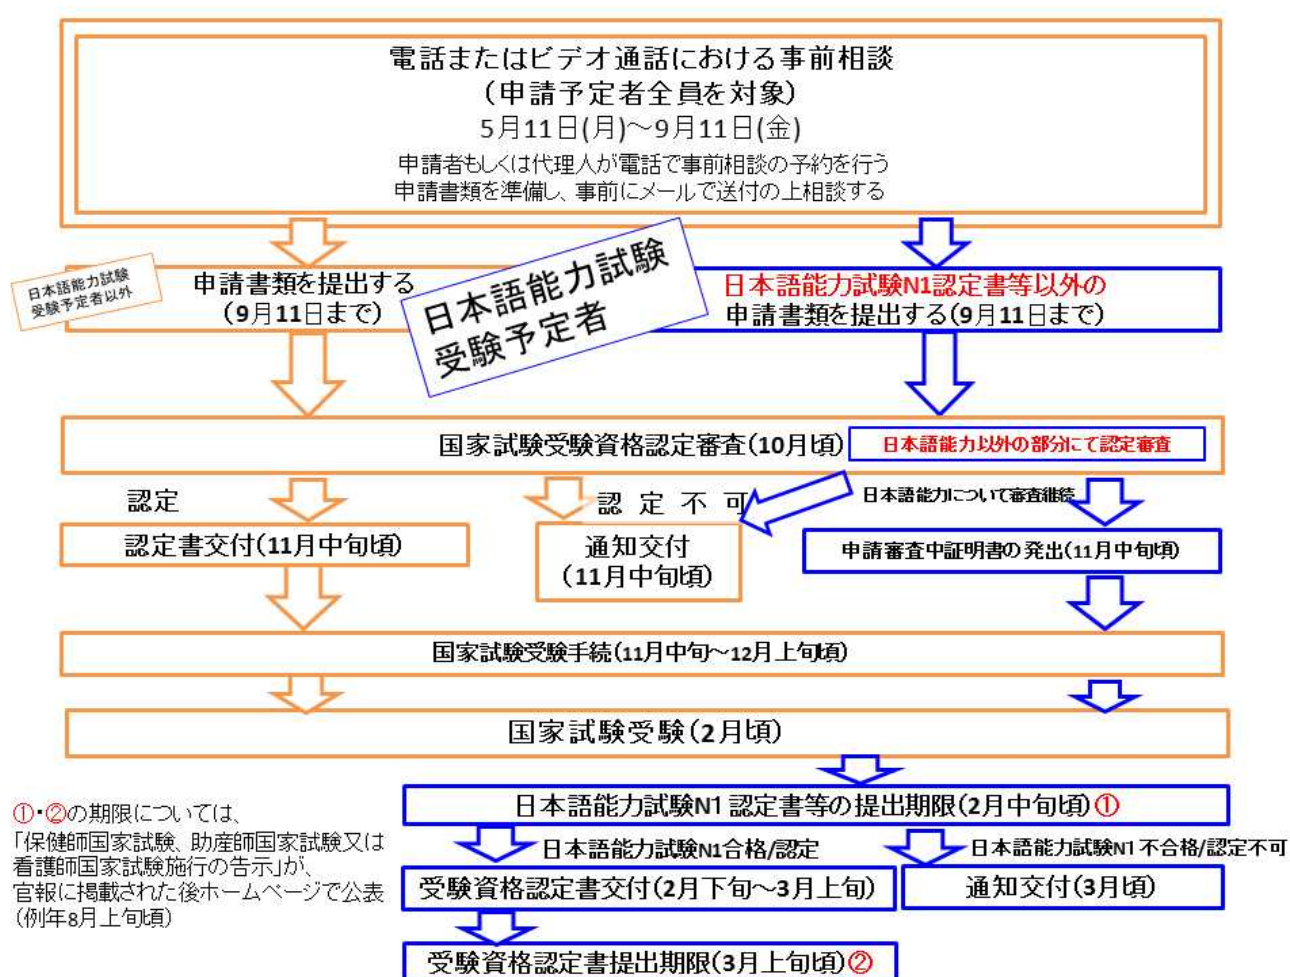 電話またはビデオ通話における事前相談
(申請予定者全員を対象)
5月11日(月)～9月11日(金)
申請者もしくは代理人が電話で事前相談の予約を行う
申請書類を準備し、事前にメールで送付の上相談する
日本語能力試験
受験予定者以外
申請書類を提出する
(9月11日まで)
日本語能力試験
受験予定者
日本語能力試験N1認定書等以外の
申請書類を提出する(9月11日まで)
国家試験受験資格認定審査(10月頃)
日本語能力以外の部分にて認定審査
認定
認定不可
日本語能力について審査継続
認定書交付(11月中旬頃)
通知交付
(11月中旬頃)
申請審査中証明書の発出(11月中旬頃)
国家試験受験手続(11月中旬～12月上旬頃)
国家試験受験(2月頃)
日本語能力試験N1認定書等の提出期限(2月中旬頃)①
日本語能力試験N1合格/認定
日本語能力試験N1不合格/認定不可
受験資格認定書交付(2月下旬～3月上旬)
通知交付(3月頃)
受験資格認定書提出期限(3月上旬頃)②
①・②の期限については、
「保健師国家試験、助産師国家試験又は
看護師国家試験施行の告示」が、
官報に掲載された後ホームページで公表
(例年8月上旬頃)